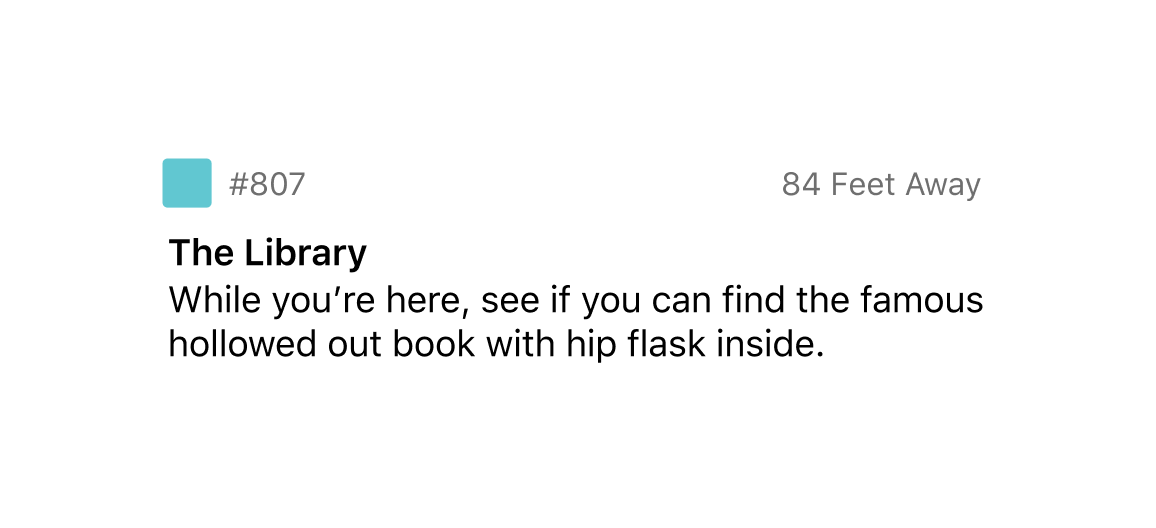 #807 84 Feet Away
The Library
While you’re here, see if you can find the famous
hollowed out book with hip flask inside.